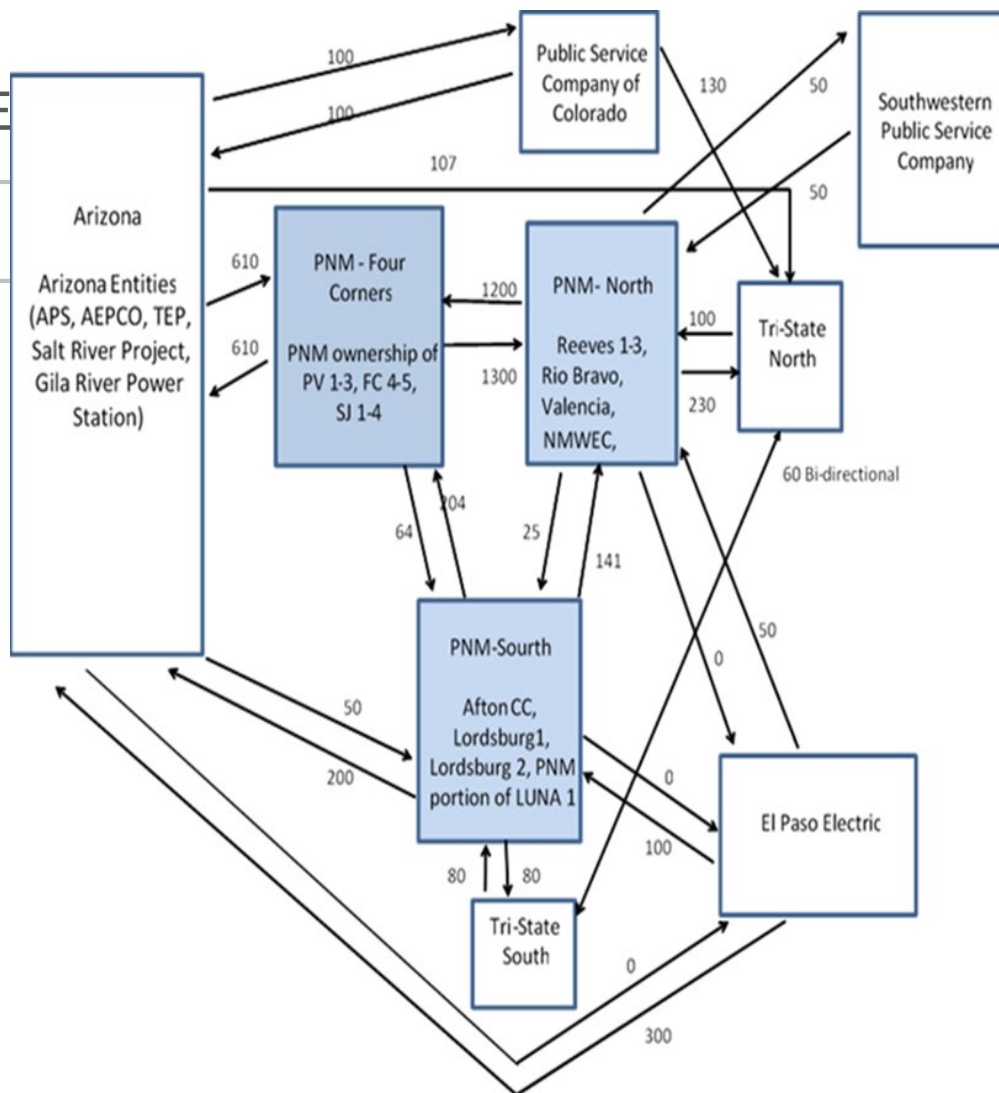 E
Public Service
Company of
Colorado
Southwestern
Public Service
Company
100
100
130
50
50
107
Arizona
Arizona Entities
(APS, AEPCO, TEP,
Salt River Project,
Gila River Power
Station)
610
610
PNM - Four
Corners
PNM ownership of
PV 1-3, FC 4-5,
SJ 1-4
1200
1300
PNM- North
Reeves 1-3,
Rio Bravo,
Valencia,
NMWEC,
100
230
Tri-State
North
60 Bi-directional
64
204
25
141
0
50
PNM-Sourth
Afton CC,
Lordsburg1,
Lordsburg 2, PNM
portion of LUNA 1
50
200
0
100
El Paso Electric
80
80
Tri-State
South
0
300